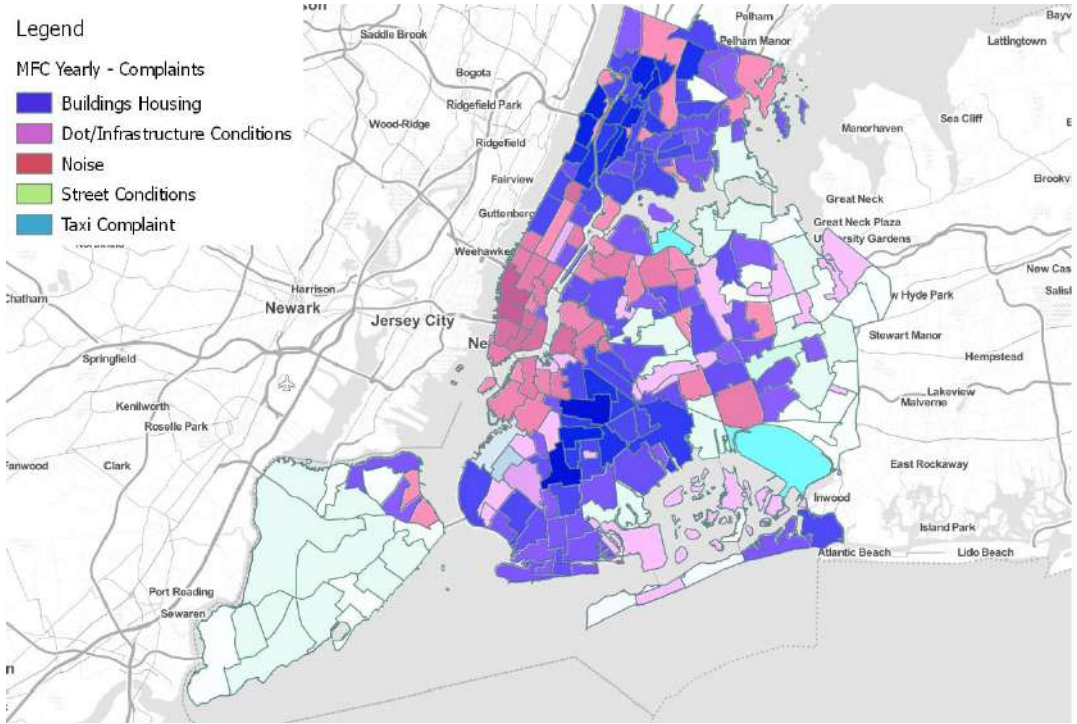 Legend
MFC Yearly - Complaints
Buildings Housing
Dot/Infrastructure Conditions
Noise
Street Conditions
Taxi Complaint
Saddle Brook
Pelham
Pelham Manor
Lattingtown
Bogota
Ridgefield Park
Wood-Ridge
Ridgefield
Sea Cliff
Manorhaven
Fairview
Great Neck
Guttenberg
Great Neck Plaza
University Gardens
Weehawken
Chatham
Harrison
Newark
Jersey City
New Cas
Salis
w Hyde Park
Ne
Stewart Manor
Springfield
Hempstead
Kenilworth
Roselle Park
Lakeview
Malverne
Fanwood
Clark
East Rockaway
Inwood
Island Park
Atlantic Beach
Lido Beach
Port Reading
Sewaren